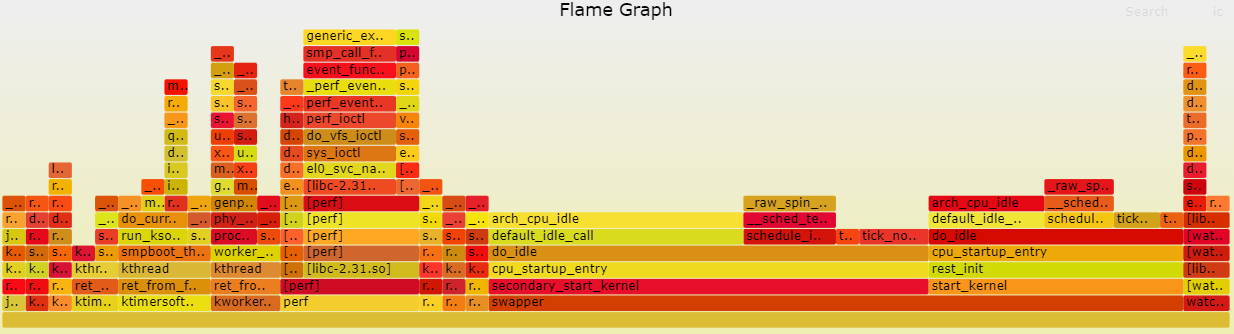 Flame Graph
Search ic
generic_ex.. s..
_.. smp_call_f.. p.. _..
_.. _.. event_func.. p.. r..
m.. s.. _.. t.. _perf_even.. s.. d..
r.. s.. s.. _.. perf_event.. _.. d..
_.. s.. s.. h.. perf_ioctl v.. t..
q.. u.. s.. d.. do_vfs_ioctl s.. p..
d.. x.. u.. d.. sys_ioctl e.. d..
l.. i.. m.. x.. d.. el0_svc_na.. [.. d..
r.. _.. i.. g.. m.. e.. [libc-2.31.. [.. _.. _raw_sp.. s..
_.. r.. r.. _.. _.. m.. r.. _.. genp.. _.. [.. [perf] _.. _.. _.. _raw_spin_.. arch_cpu_idle __sched.. e.. r..
r.. d.. d.. _.. do_curr.. _.. phy_.. _.. [.. [perf] s.. _.. _.. arch_cpu_idle __sched_te.. default_idle_.. schedul.. tick.. t.. [lib..
j.. r.. r.. s.. run_kso.. s.. proc.. s.. [.. [perf] s.. s.. s.. default_idle_call schedule_i.. t.. tick_no.. do_idle [wat..
k.. s.. s.. k.. s.. smpboot_th.. worker_.. [.. [perf] r.. r.. s.. do_idle cpu_startup_entry [wat..
k.. k.. k.. kthr.. kthread kthread [.. [libc-2.31.so] k.. k.. k.. cpu_startup_entry rest_init [lib..
r.. r.. r.. ret_.. ret_from_f.. ret_fro.. [perf] r.. r.. r.. secondary_start_kernel start_kernel [wat..
j.. k.. k.. ktim.. ktimersoft.. kworker.. perf r.. r.. r.. swapper watc..